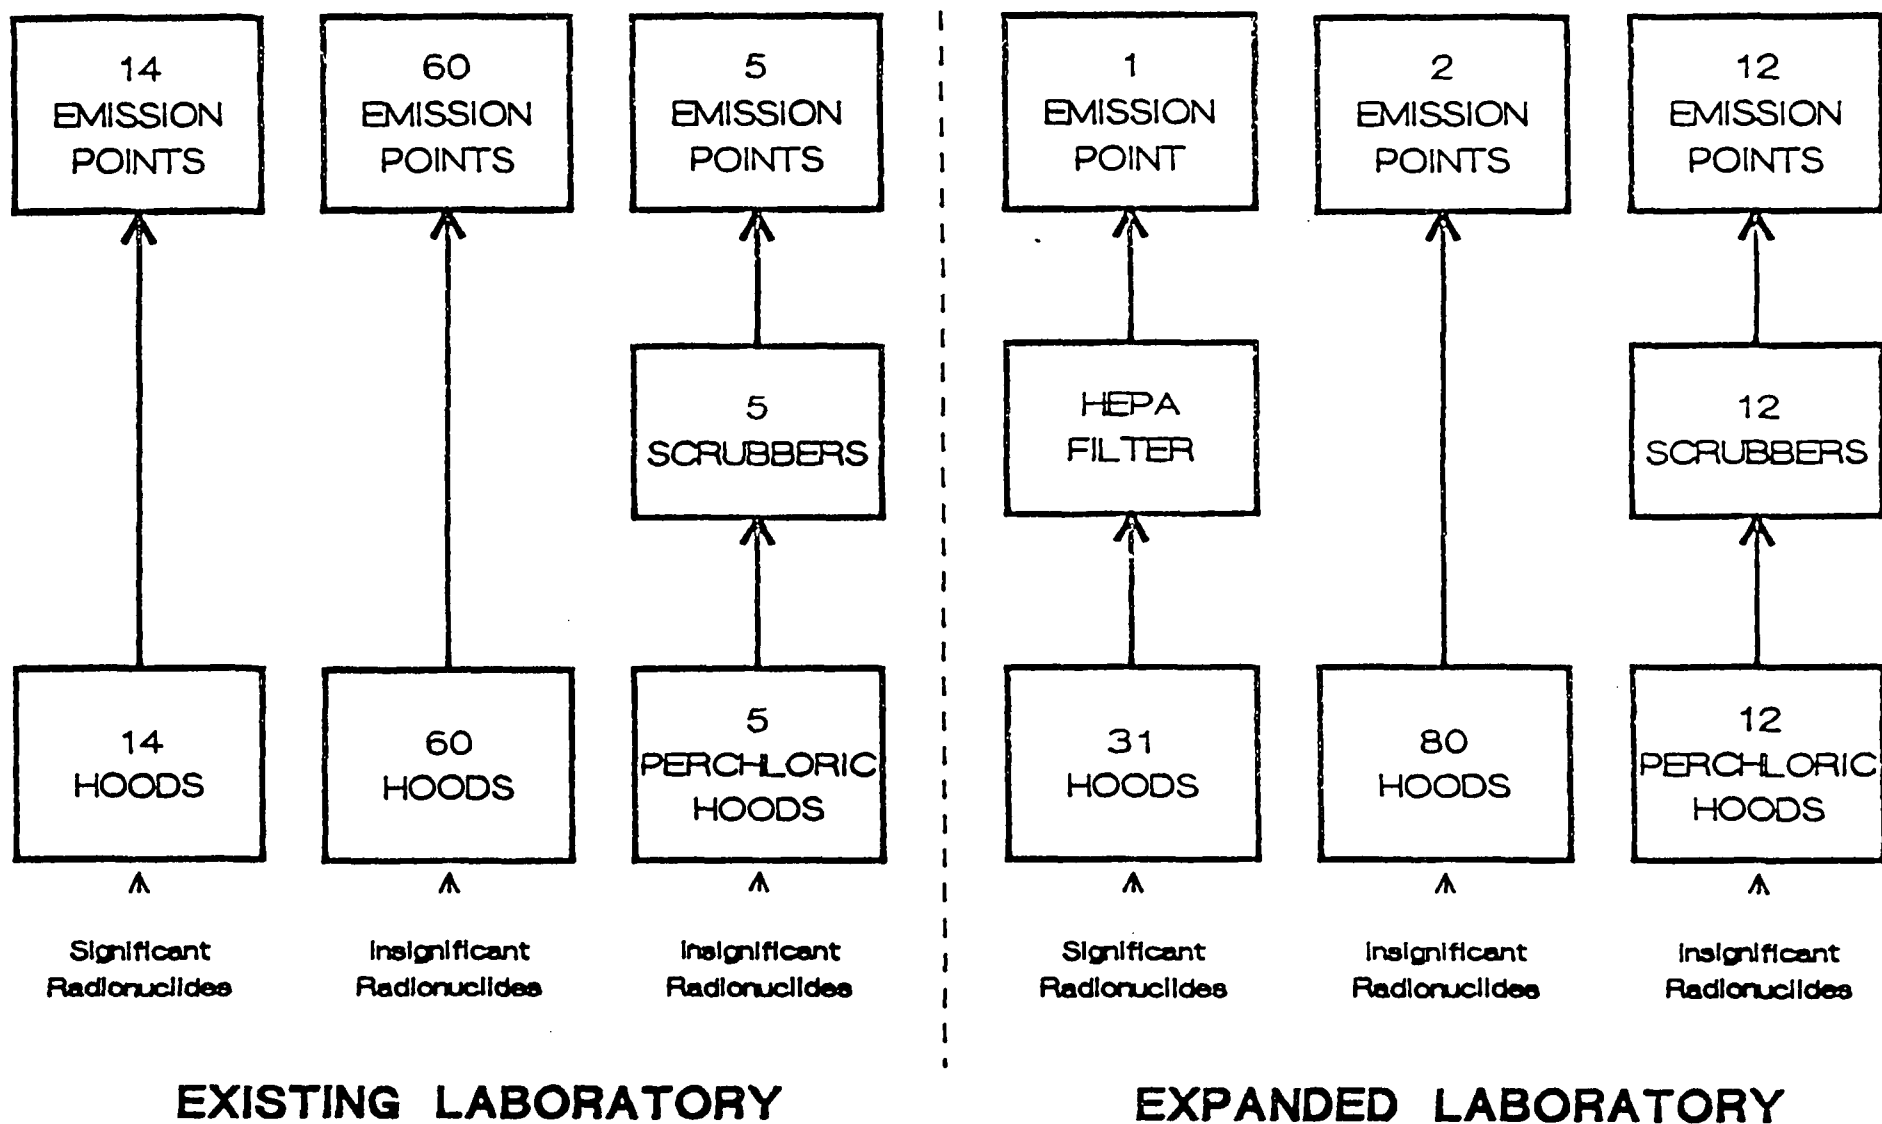 14
EMISSION
POINTS
60
EMISSION
POINTS
5
EMISSION
POINTS
5
SCRUBBERS
14
HOODS
60
HOODS
5
PERCHLORIC
HOODS
Significant
Radionuclides
Insignificant
Radionuclides
Insignificant
Radionuclides
EXISTING LABORATORY
1
EMISSION
POINT
2
EMISSION
POINTS
12
EMISSION
POINTS
HEPA
FILTER
12
SCRUBBERS
31
HOODS
80
HOODS
12
PERCHLORIC
HOODS
Significant
Radionuclides
Insignificant
Radionuclides
Insignificant
Radionuclides
EXPANDED LABORATORY